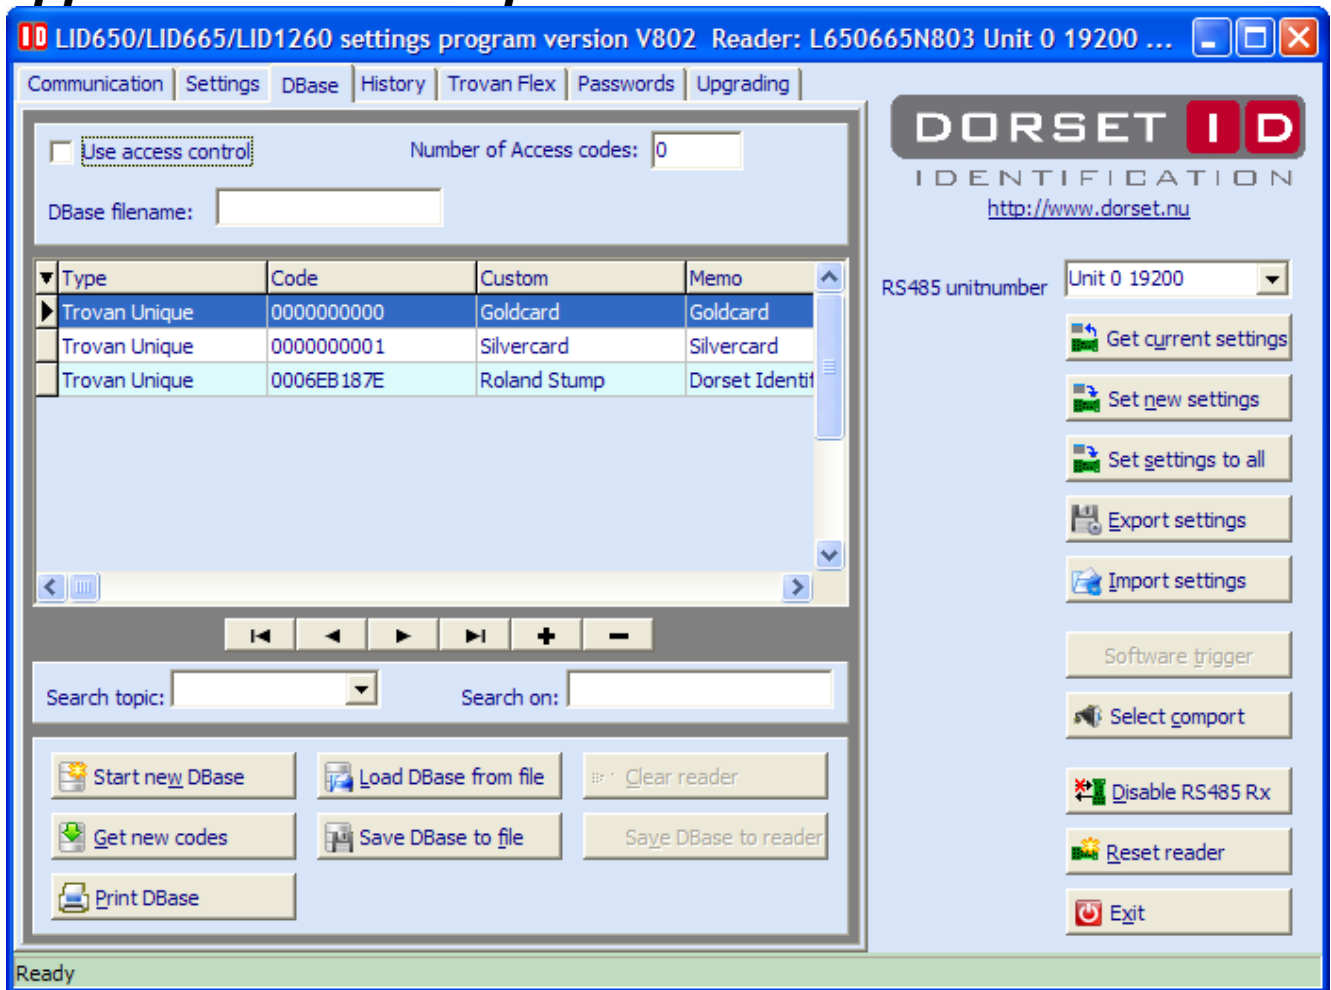 LID650/LID665/LID1260 settings program version V802 Reader: L650665N803 Unit 0 19200 ...
Communication Settings DBase History Trovan Flex Passwords Upgrading
DORSET ID
IDENTIFICATION
http://www.dorset.nu
Use access control Number of Access codes: 0
DBase filename:
Type Code Custom Memo
Trovan Unique 0000000000 Goldcard Goldcard
Trovan Unique 0000000001 Silvercard Silvercard
Trovan Unique 0006EB187E Roland Stump Dorset Identif
Search topic: Search on:
Start new DBase Load DBase from file Clear reader
Get new codes Save DBase to file Save DBase to reader
Print DBase
RS485 unitnumber Unit 0 19200
Get current settings
Set new settings
Set settings to all
Export settings
Import settings
Software trigger
Select comport
Disable RS485 Rx
Reset reader
Exit
Ready